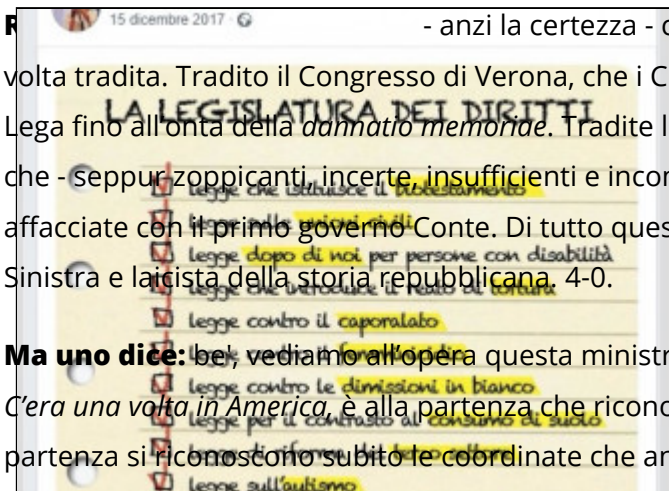 R
15 dicembre 2017
- anzi la certezza -
volta tradita. Tradito il Congresso di Verona, che i C
LA LEGISLATURA DEI DIRITTI
Lega fino all'onta della damnatio memoriae. Tradite l
che - seppur zoppicanti, incerte, insufficienti e
legge che istituisce il biotestamento
legge sulle unioni civili
affacciate con il primo governo Conte. Di tutto
legge dopo di noi per persone con disabilità
Sinistra e laicista della storia repubblicana. 4-0.
legge che introduce il reato di tortura
legge contro il caporalato
Ma uno dice: be', vediamo all'opera questa
legge contro le dimissioni in bianco
C'era una volta in America, è alla partenza che
legge per il contrasto al consumo di suolo
partenza si riconoscono subito le coordinate che
legge di riforma del terzo settore
legge sull'autismo